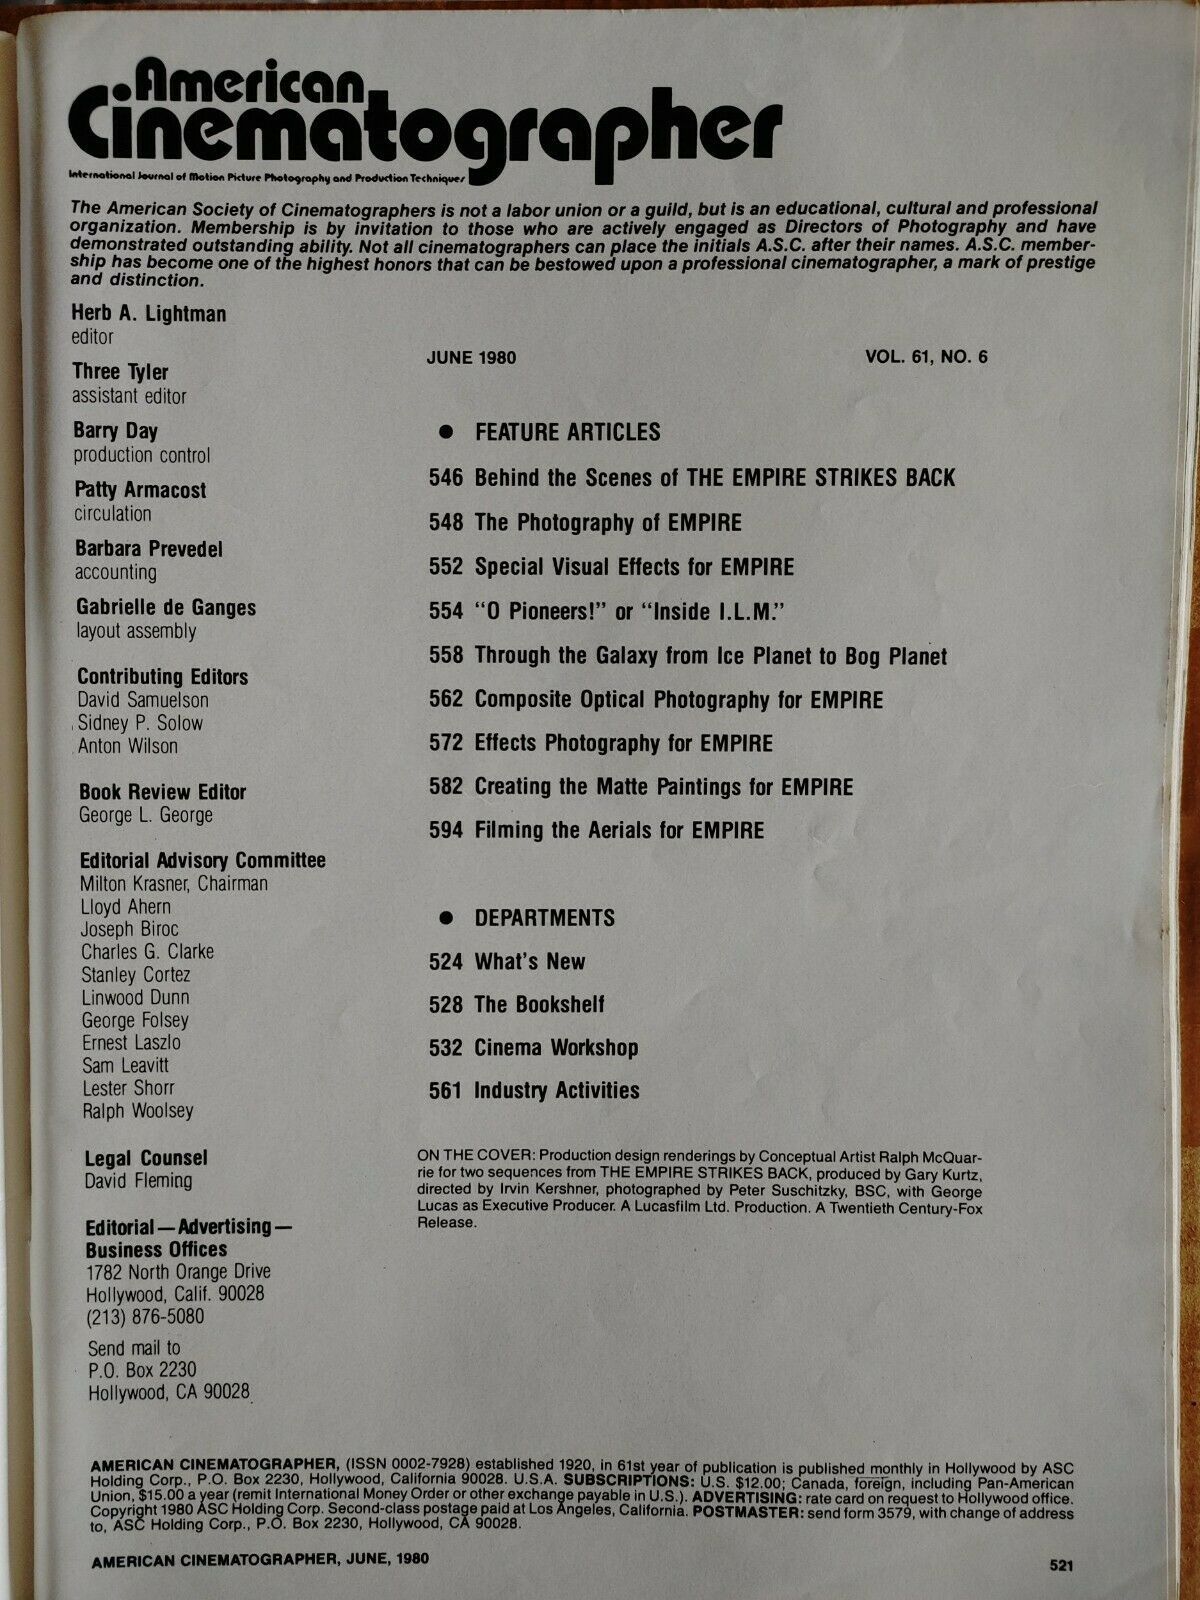 American
Cinematographer
International Journal of Motion Picture Photography and Production Techniques
The American Society of Cinematographers is not a labor union or a guild, but is an educational, cultural and professional
organization. Membership is by invitation to those who are actively engaged as Directors of Photography and have
demonstrated outstanding ability. Not all cinematographers can place the initials A.S.C. after their names. A.S.C. member-
ship has become one of the highest honors that can be bestowed upon a professional cinematographer, a mark of prestige
and distinction.
Herb A. Lightman
editor
Three Tyler
assistant editor
Barry Day
production control
Patty Armacost
circulation
Barbara Prevedel
accounting
Gabrielle de Ganges
layout assembly
Contributing Editors
David Samuelson
Sidney P. Solow
Anton Wilson
Book Review Editor
George L. George
Editorial Advisory Committee
Milton Krasner, Chairman
Lloyd Ahern
Joseph Biroc
Charles G. Clarke
Stanley Cortez
Linwood Dunn
George Folsey
Ernest Laszlo
Sam Leavitt
Lester Shorr
Ralph Woolsey
Legal Counsel
David Fleming
Editorial—Advertising—
Business Offices
1782 North Orange Drive
Hollywood, Calif. 90028
(213) 876-5080
Send mail to
P.O. Box 2230
Hollywood, CA 90028
JUNE 1980 VOL. 61, NO. 6
● FEATURE ARTICLES
546 Behind the Scenes of THE EMPIRE STRIKES BACK
548 The Photography of EMPIRE
552 Special Visual Effects for EMPIRE
554 "O Pioneers!" or "Inside I.L.M."
558 Through the Galaxy from Ice Planet to Bog Planet
562 Composite Optical Photography for EMPIRE
572 Effects Photography for EMPIRE
582 Creating the Matte Paintings for EMPIRE
594 Filming the Aerials for EMPIRE
● DEPARTMENTS
524 What's New
528 The Bookshelf
532 Cinema Workshop
561 Industry Activities
ON THE COVER: Production design renderings by Conceptual Artist Ralph McQuar-
rie for two sequences from THE EMPIRE STRIKES BACK, produced by Gary Kurtz,
directed by Irvin Kershner, photographed by Peter Suschitzky, BSC, with George
Lucas as Executive Producer. A Lucasfilm Ltd. Production. A Twentieth Century-Fox
Release.
AMERICAN CINEMATOGRAPHER, (ISSN 0002-7928) established 1920, in 61st year of publication is published monthly in Hollywood by ASC
Holding Corp., P.O. Box 2230, Hollywood, California 90028. U.S.A. SUBSCRIPTIONS: U.S. $12.00; Canada, foreign, including Pan-American
Union, $15.00 a year (remit International Money Order or other exchange payable in U.S.). ADVERTISING: rate card on request to Hollywood office.
Copyright 1980 ASC Holding Corp. Second-class postage paid at Los Angeles, California. POSTMASTER: send form 3579, with change of address
to, ASC Holding Corp., P.O. Box 2230, Hollywood, CA 90028.
AMERICAN CINEMATOGRAPHER, JUNE, 1980 521